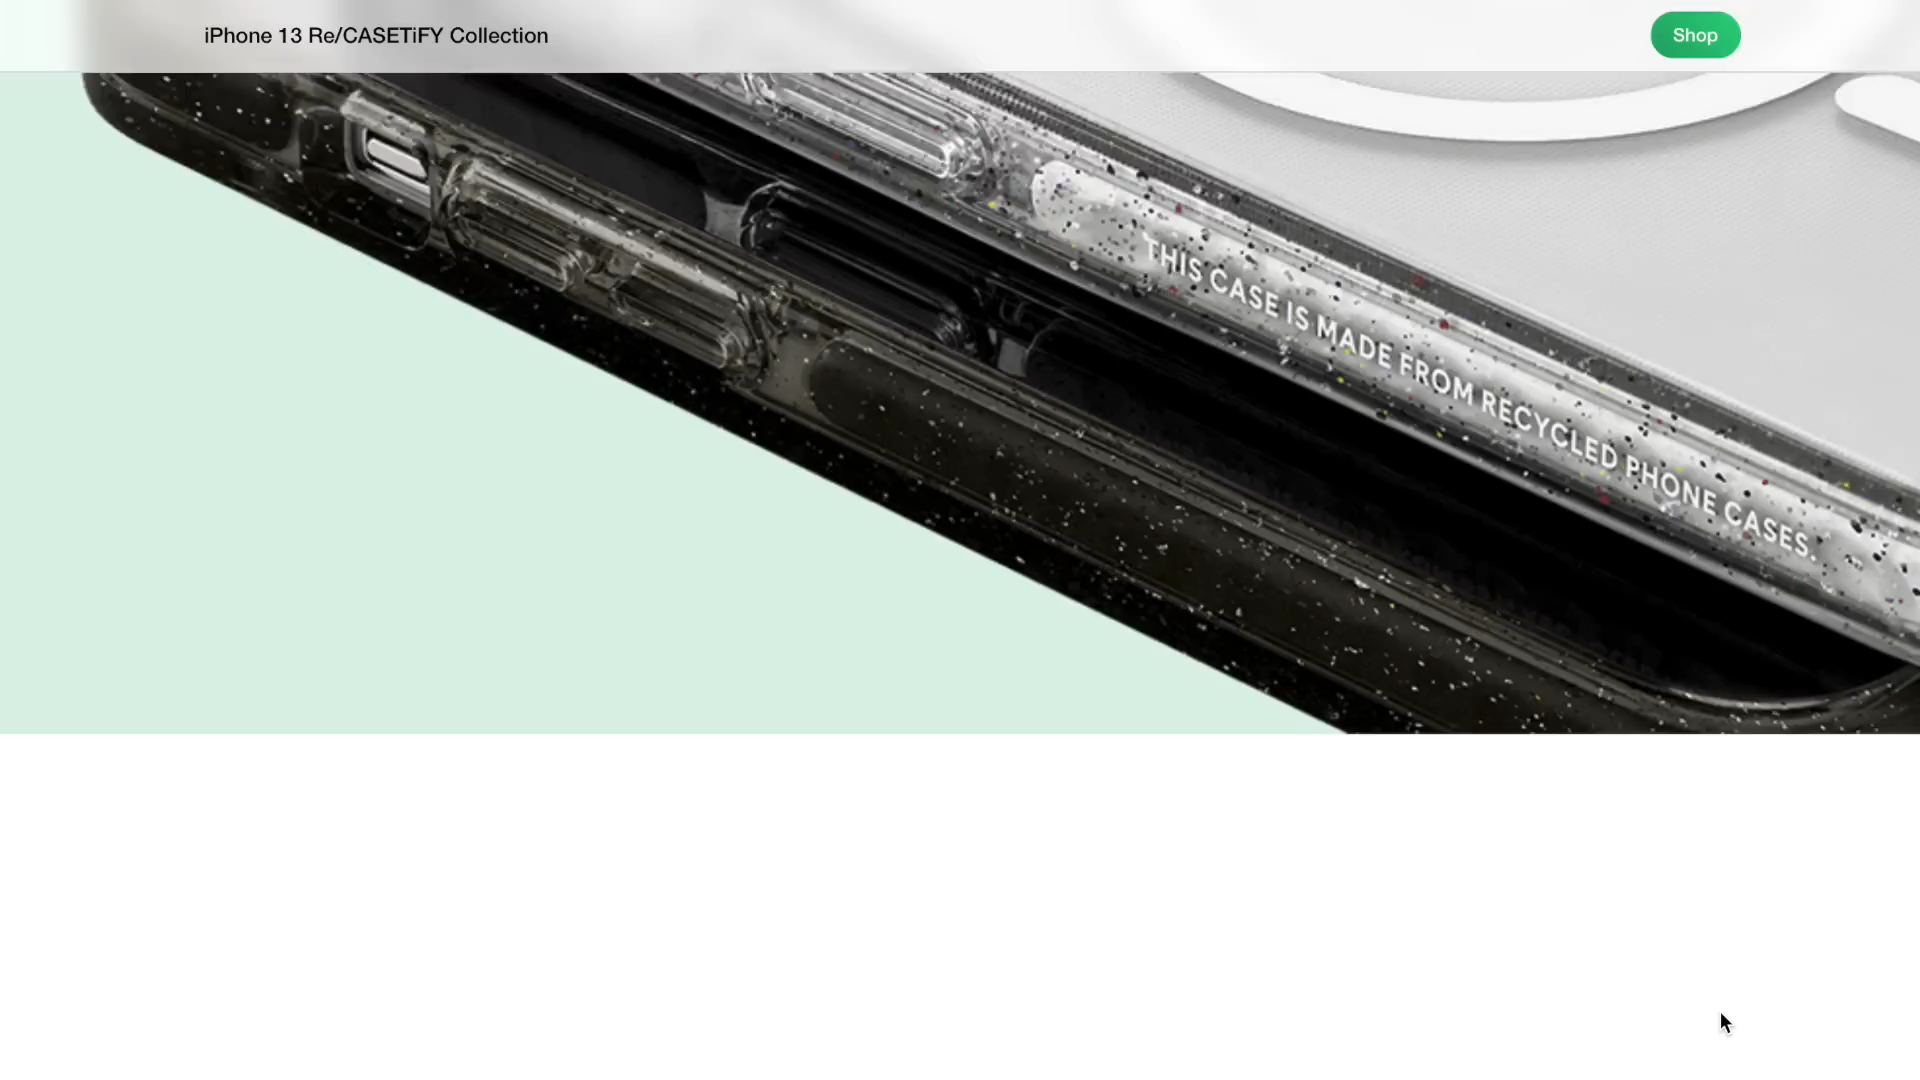 iPhone 13 Re/CASETiFY Collection
Shop
THIS CASE IS MADE FROM RECYCLED PHONE CASES.